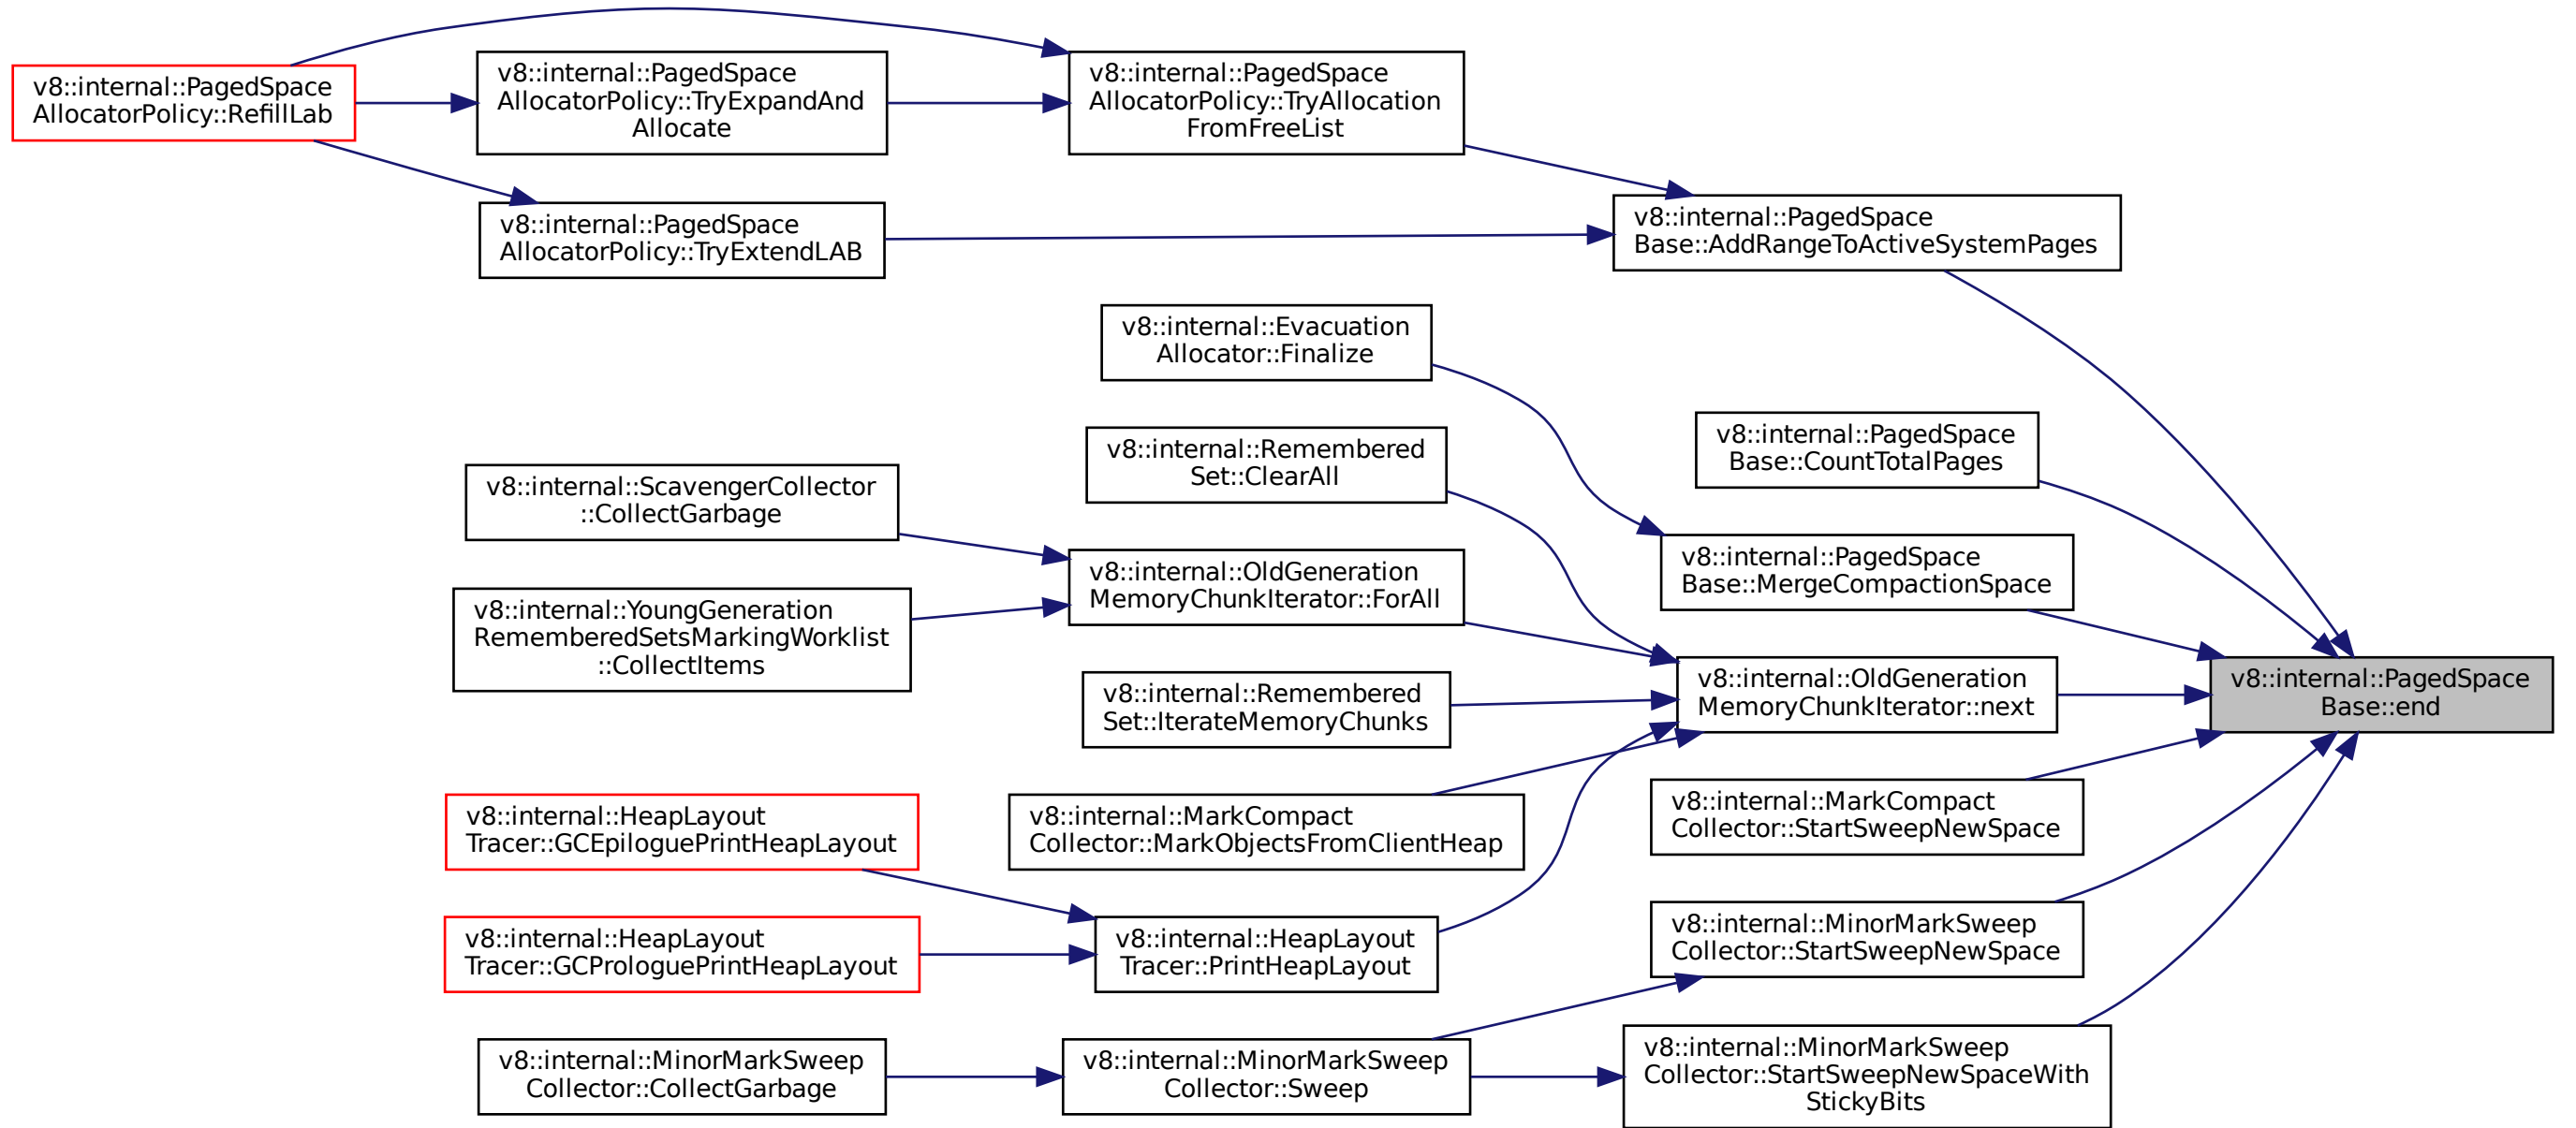 v8::internal::PagedSpace
AllocatorPolicy::RefillLab
v8::internal::PagedSpace
AllocatorPolicy::TryExpandAnd
Allocate
v8::internal::PagedSpace
AllocatorPolicy::TryAllocation
FromFreeList
v8::internal::PagedSpace
AllocatorPolicy::TryExtendLAB
v8::internal::PagedSpace
Base::AddRangeToActiveSystemPages
v8::internal::Evacuation
Allocator::Finalize
v8::internal::PagedSpace
Base::CountTotalPages
v8::internal::Remembered
Set::ClearAll
v8::internal::ScavengerCollector
::CollectGarbage
v8::internal::PagedSpace
Base::MergeCompactionSpace
v8::internal::OldGeneration
MemoryChunkIterator::ForAll
v8::internal::YoungGeneration
RememberedSetsMarkingWorklist
::CollectItems
v8::internal::Remembered
Set::IterateMemoryChunks
v8::internal::OldGeneration
MemoryChunkIterator::next
v8::internal::PagedSpace
Base::end
v8::internal::HeapLayout
Tracer::GCEpiloguePrintHeapLayout
v8::internal::MarkCompact
Collector::MarkObjectsFromClientHeap
v8::internal::MarkCompact
Collector::StartSweepNewSpace
v8::internal::HeapLayout
Tracer::GCProloguePrintHeapLayout
v8::internal::HeapLayout
Tracer::PrintHeapLayout
v8::internal::MinorMarkSweep
Collector::StartSweepNewSpace
v8::internal::MinorMarkSweep
Collector::CollectGarbage
v8::internal::MinorMarkSweep
Collector::Sweep
v8::internal::MinorMarkSweep
Collector::StartSweepNewSpaceWith
StickyBits